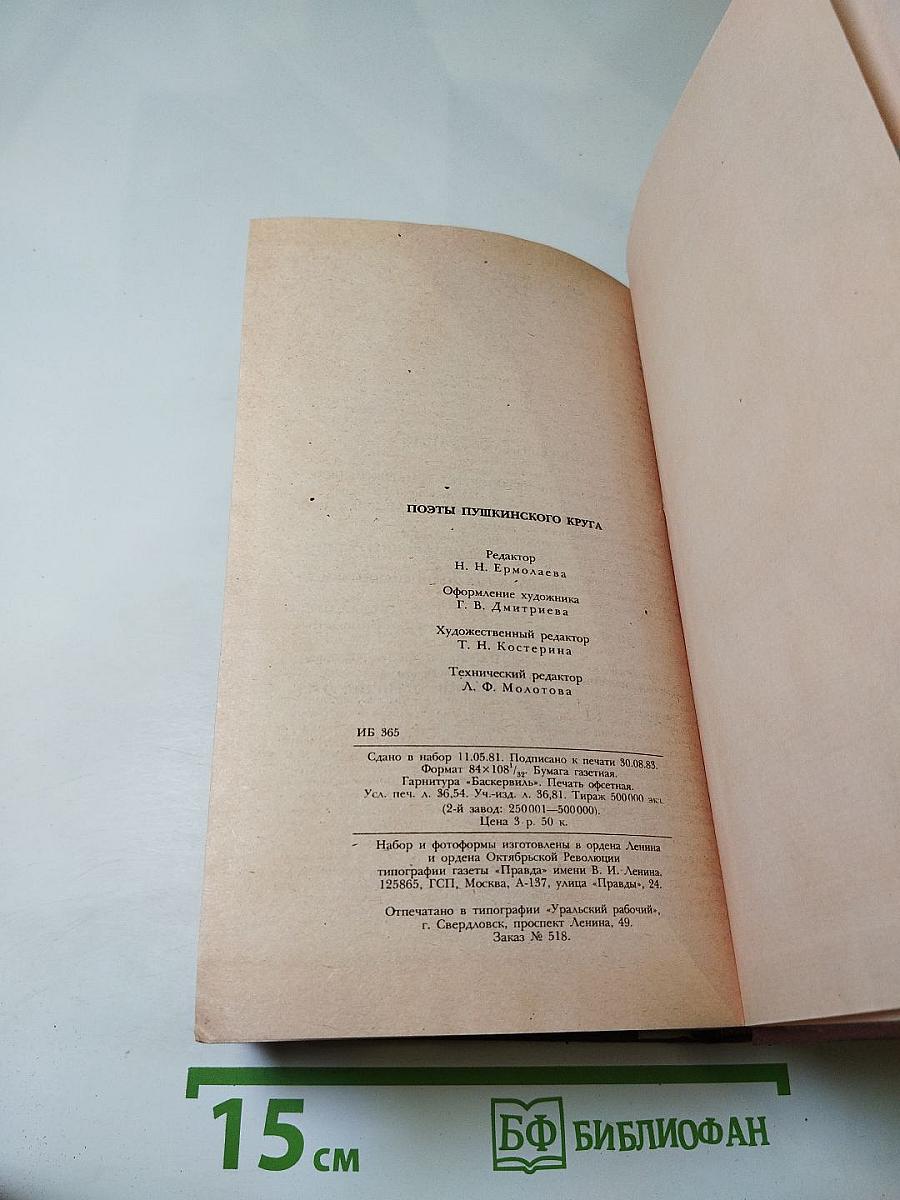 ПОЭТЫ ПУШКИНСКОГО КРУГА
Редактор
Н. Н. Ермолаева
Оформление художника
Г. В. Дмитриева
Художественный редактор
Т. Н. Костерина
Технический редактор
Л. Ф. Молотова
ИБ 365
Сдано в набор 11.05.81. Подписано к печати 30.08.83.
Формат 84×108¹/₃₂. Бумага газетная.
Гарнитура «Баскервиль». Печать офсетная.
Усл. печ. л. 36,54. Уч.-изд. л. 36,81. Тираж 500000 экз.
(2-й завод: 250001—500000).
Цена 3 р. 50 к.
Набор и фотоформы изготовлены в ордена Ленина
и ордена Октябрьской Революции
типографии газеты «Правда» имени В. И. Ленина.
125865, ГСП, Москва, А-137, улица «Правды», 24.
Отпечатано в типографии «Уральский рабочий»,
г. Свердловск, проспект Ленина, 49.
Заказ № 518.
15 см
БФ БИБЛИОФАН